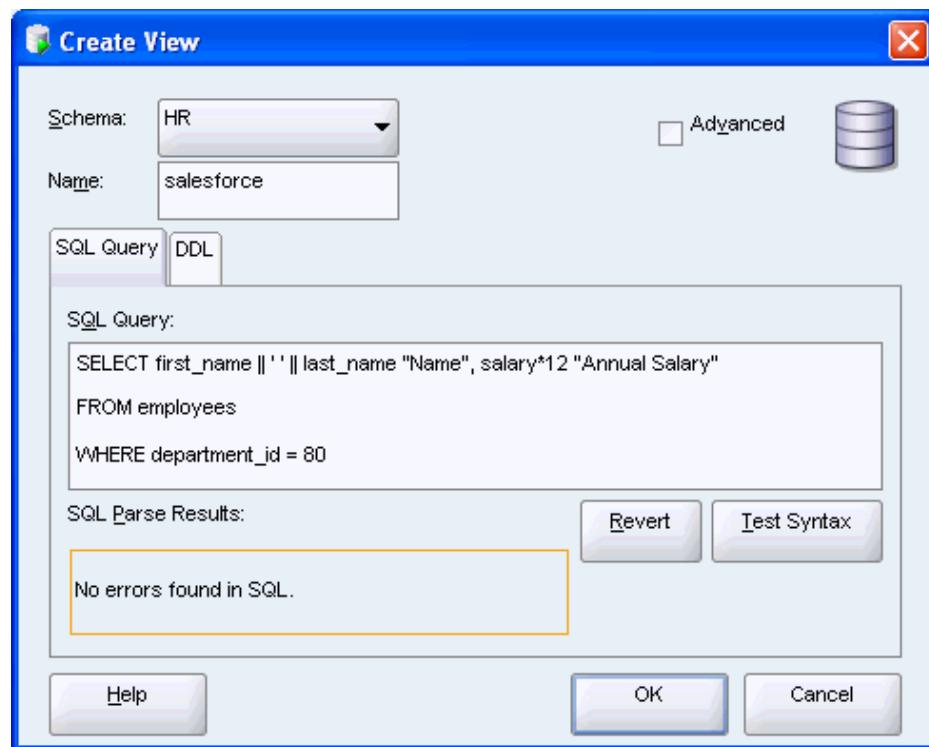 Create View
Schema:
HR
Advanced
Name:
salesforce
SQL Query
DDL
SQL Query:
SELECT first_name || ' ' || last_name "Name", salary*12 "Annual Salary"
FROM employees
WHERE department_id = 80
SQL Parse Results:
Revert
Test Syntax
No errors found in SQL.
Help
OK
Cancel